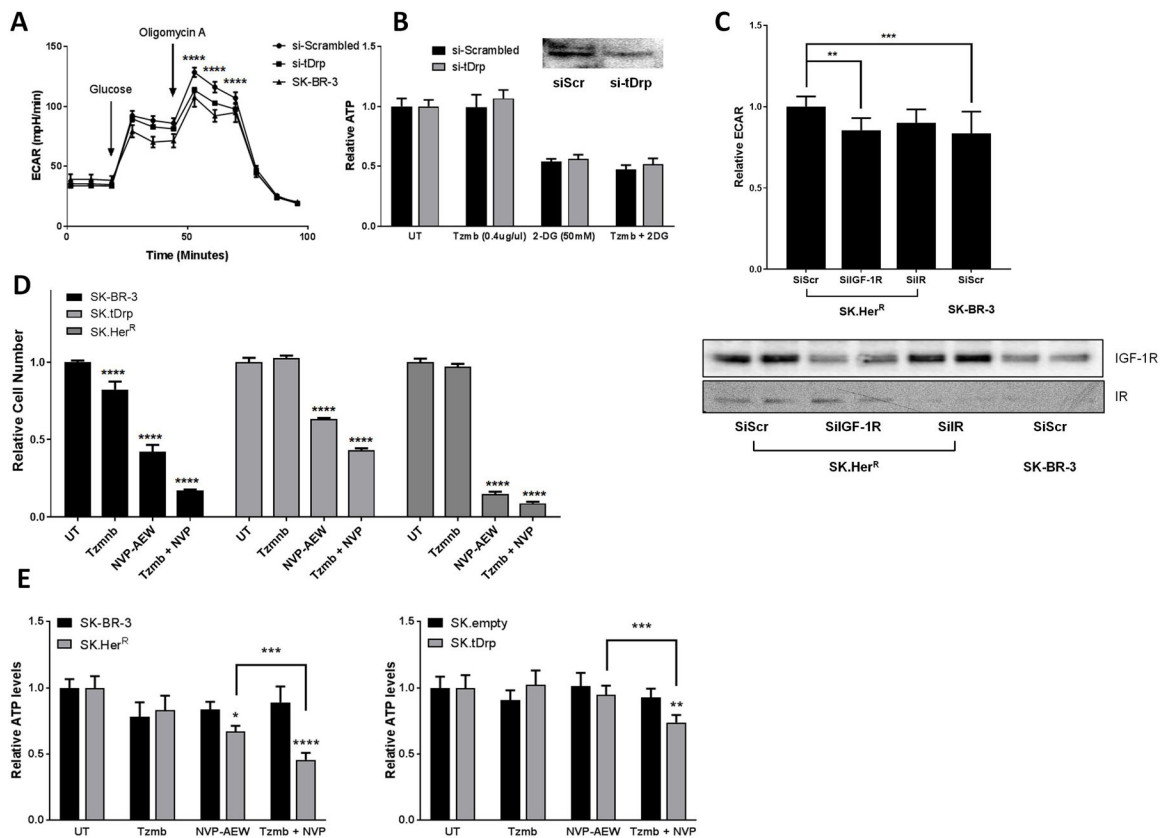 A
Oligomycin A
Glucose
****
****
****
si-Scrambled
si-tDrp
SK-BR-3
ECAR (mpH/min)
150
100
50
0
0
50
100
Time (Minutes)
B
si-Scrambled
si-tDrp
siScr
si-tDrp
Relative ATP
1.5
1.0
0.5
0.0
UT
Tzmb (0.4ug/ul)
2-DG (50mM)
Tzmb + 2DG
C
***
**
Relative ECAR
1.5
1.0
0.5
0.0
SiScr
SiIGF-1R
SiIR
SiScr
SK.Her^R
SK-BR-3
IGF-1R
IR
SiScr
SiIGF-1R
SiIR
SiScr
SK.Her^R
SK-BR-3
D
SK-BR-3
SK.tDrp
SK.Her^R
Relative Cell Number
1.0
0.5
0.0
****
****
****
****
****
****
****
UT
Tzmnb
NVP-AEW
Tzmb + NVP
UT
Tzmnb
NVP-AEW
Tzmb + NVP
UT
Tzmnb
NVP-AEW
Tzmb + NVP
E
SK-BR-3
SK.Her^R
Relative ATP levels
1.5
1.0
0.5
0.0
***
*
****
UT
Tzmb
NVP-AEW
Tzmb + NVP
SK.empty
SK.tDrp
Relative ATP levels
1.5
1.0
0.5
0.0
***
**
UT
Tzmb
NVP-AEW
Tzmb + NVP